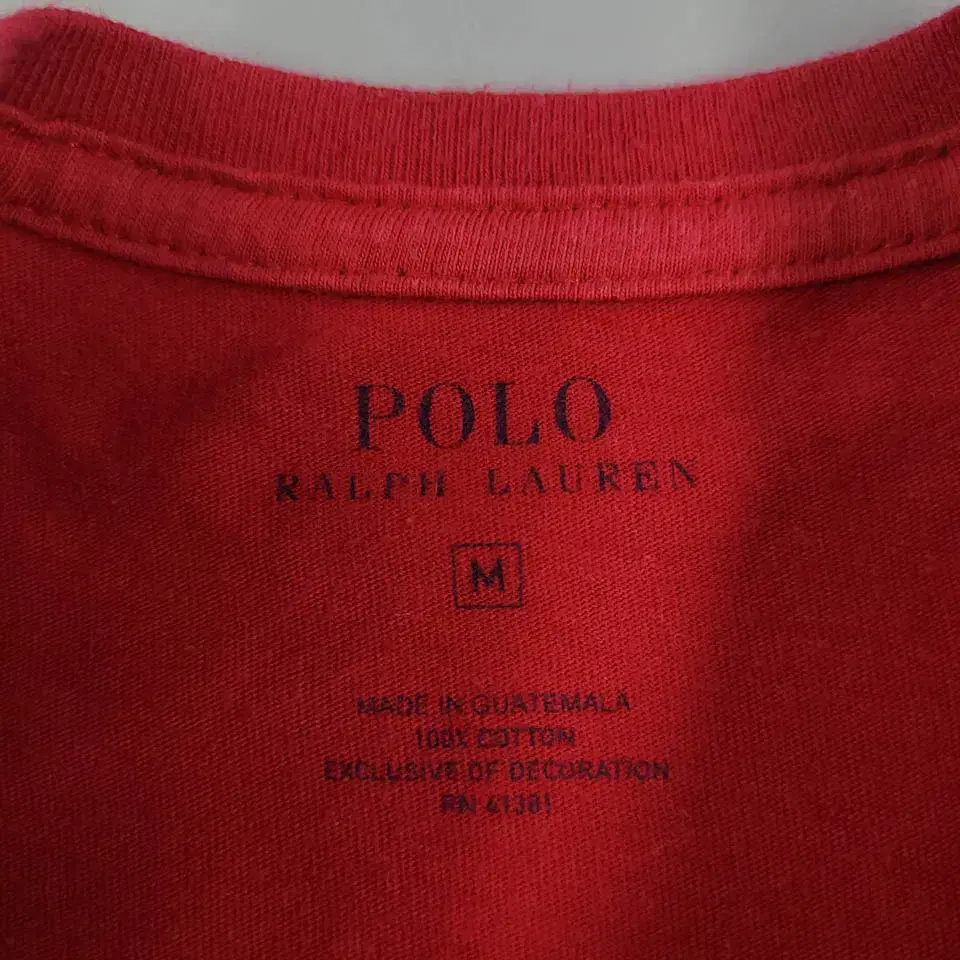 POLO
RALPH LAUREN
M
MADE IN GUATEMALA
100% COTTON
EXCLUSIVE OF DECORATION
RN 41381